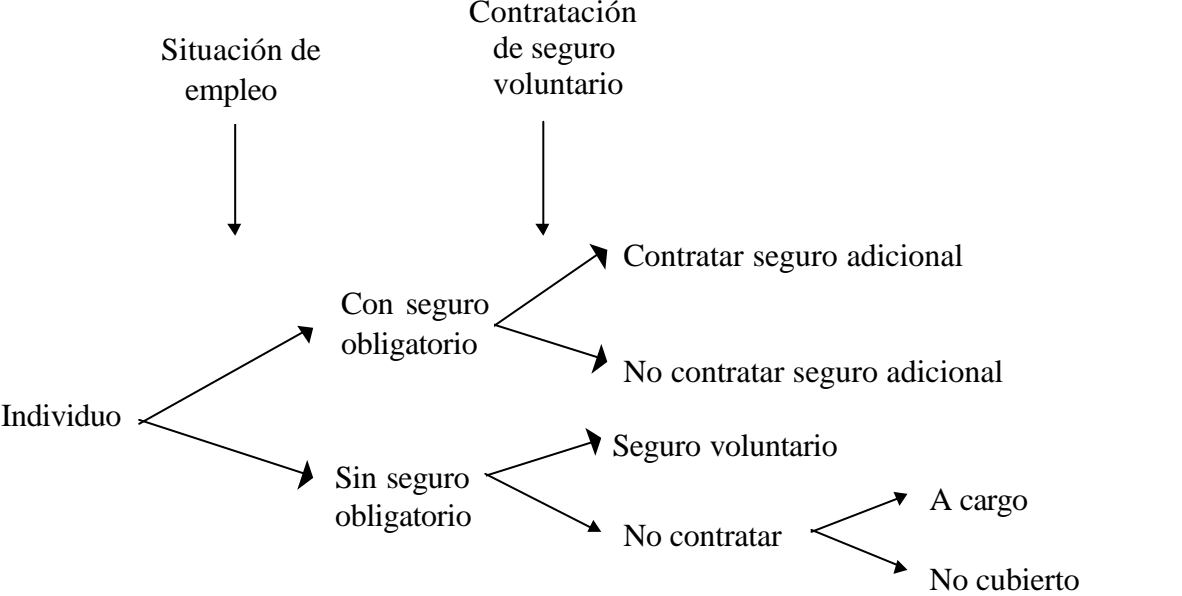 Contratación
de seguro
voluntario
Situación de
empleo
Contratar seguro adicional
Con seguro
obligatorio
No contratar seguro adicional
Individuo
Seguro voluntario
Sin seguro
obligatorio
A cargo
No contratar
No cubierto